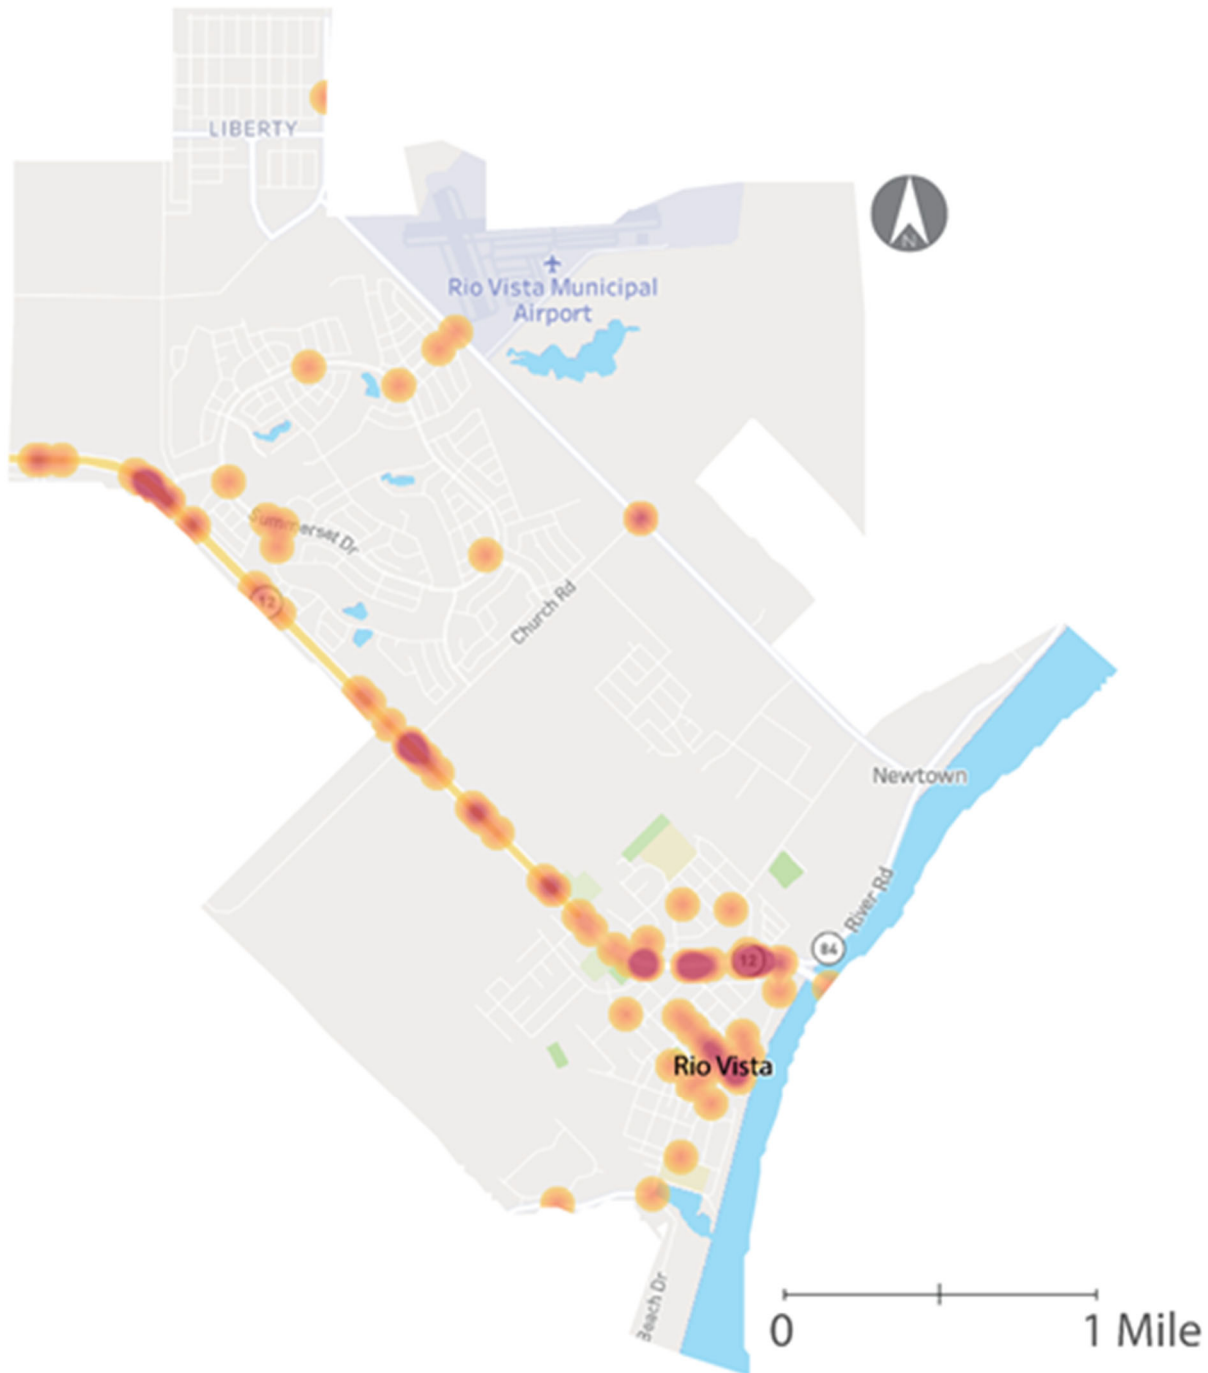 LIBERTY
N
Rio Vista Municipal
Airport
Summerset Dr
12
Church Rd
Newtown
River Rd
84
12
Rio Vista
Beach Dr
0
1 Mile